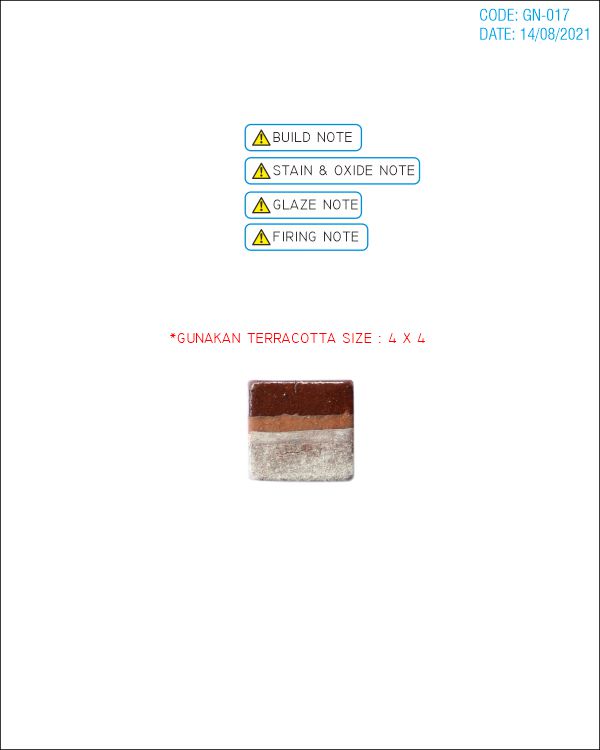 CODE: GN-017
DATE: 14/08/2021
BUILD NOTE
STAIN & OXIDE NOTE
GLAZE NOTE
FIRING NOTE
*GUNAKAN TERRACOTTA SIZE : 4 X 4